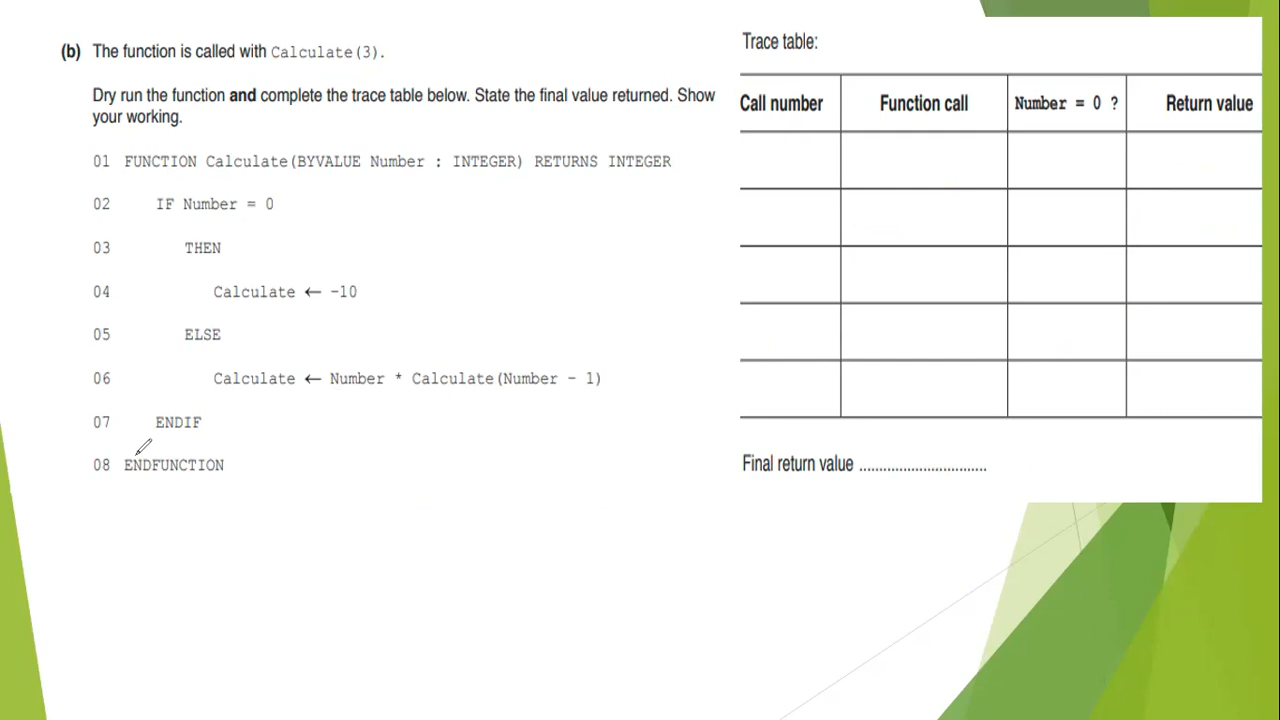 (b) The function is called with Calculate(3).
Dry run the function and complete the trace table below. State the final value returned. Show
your working.
01 FUNCTION Calculate(BYVALUE Number : INTEGER) RETURNS INTEGER
02 IF Number = 0
03 THEN
04 Calculate ← -10
05 ELSE
06 Calculate ← Number * Calculate(Number - 1)
07 ENDIF
08 ENDFUNCTION
Trace table:
Call number Function call Number = 0 ? Return value
Final return value ................................